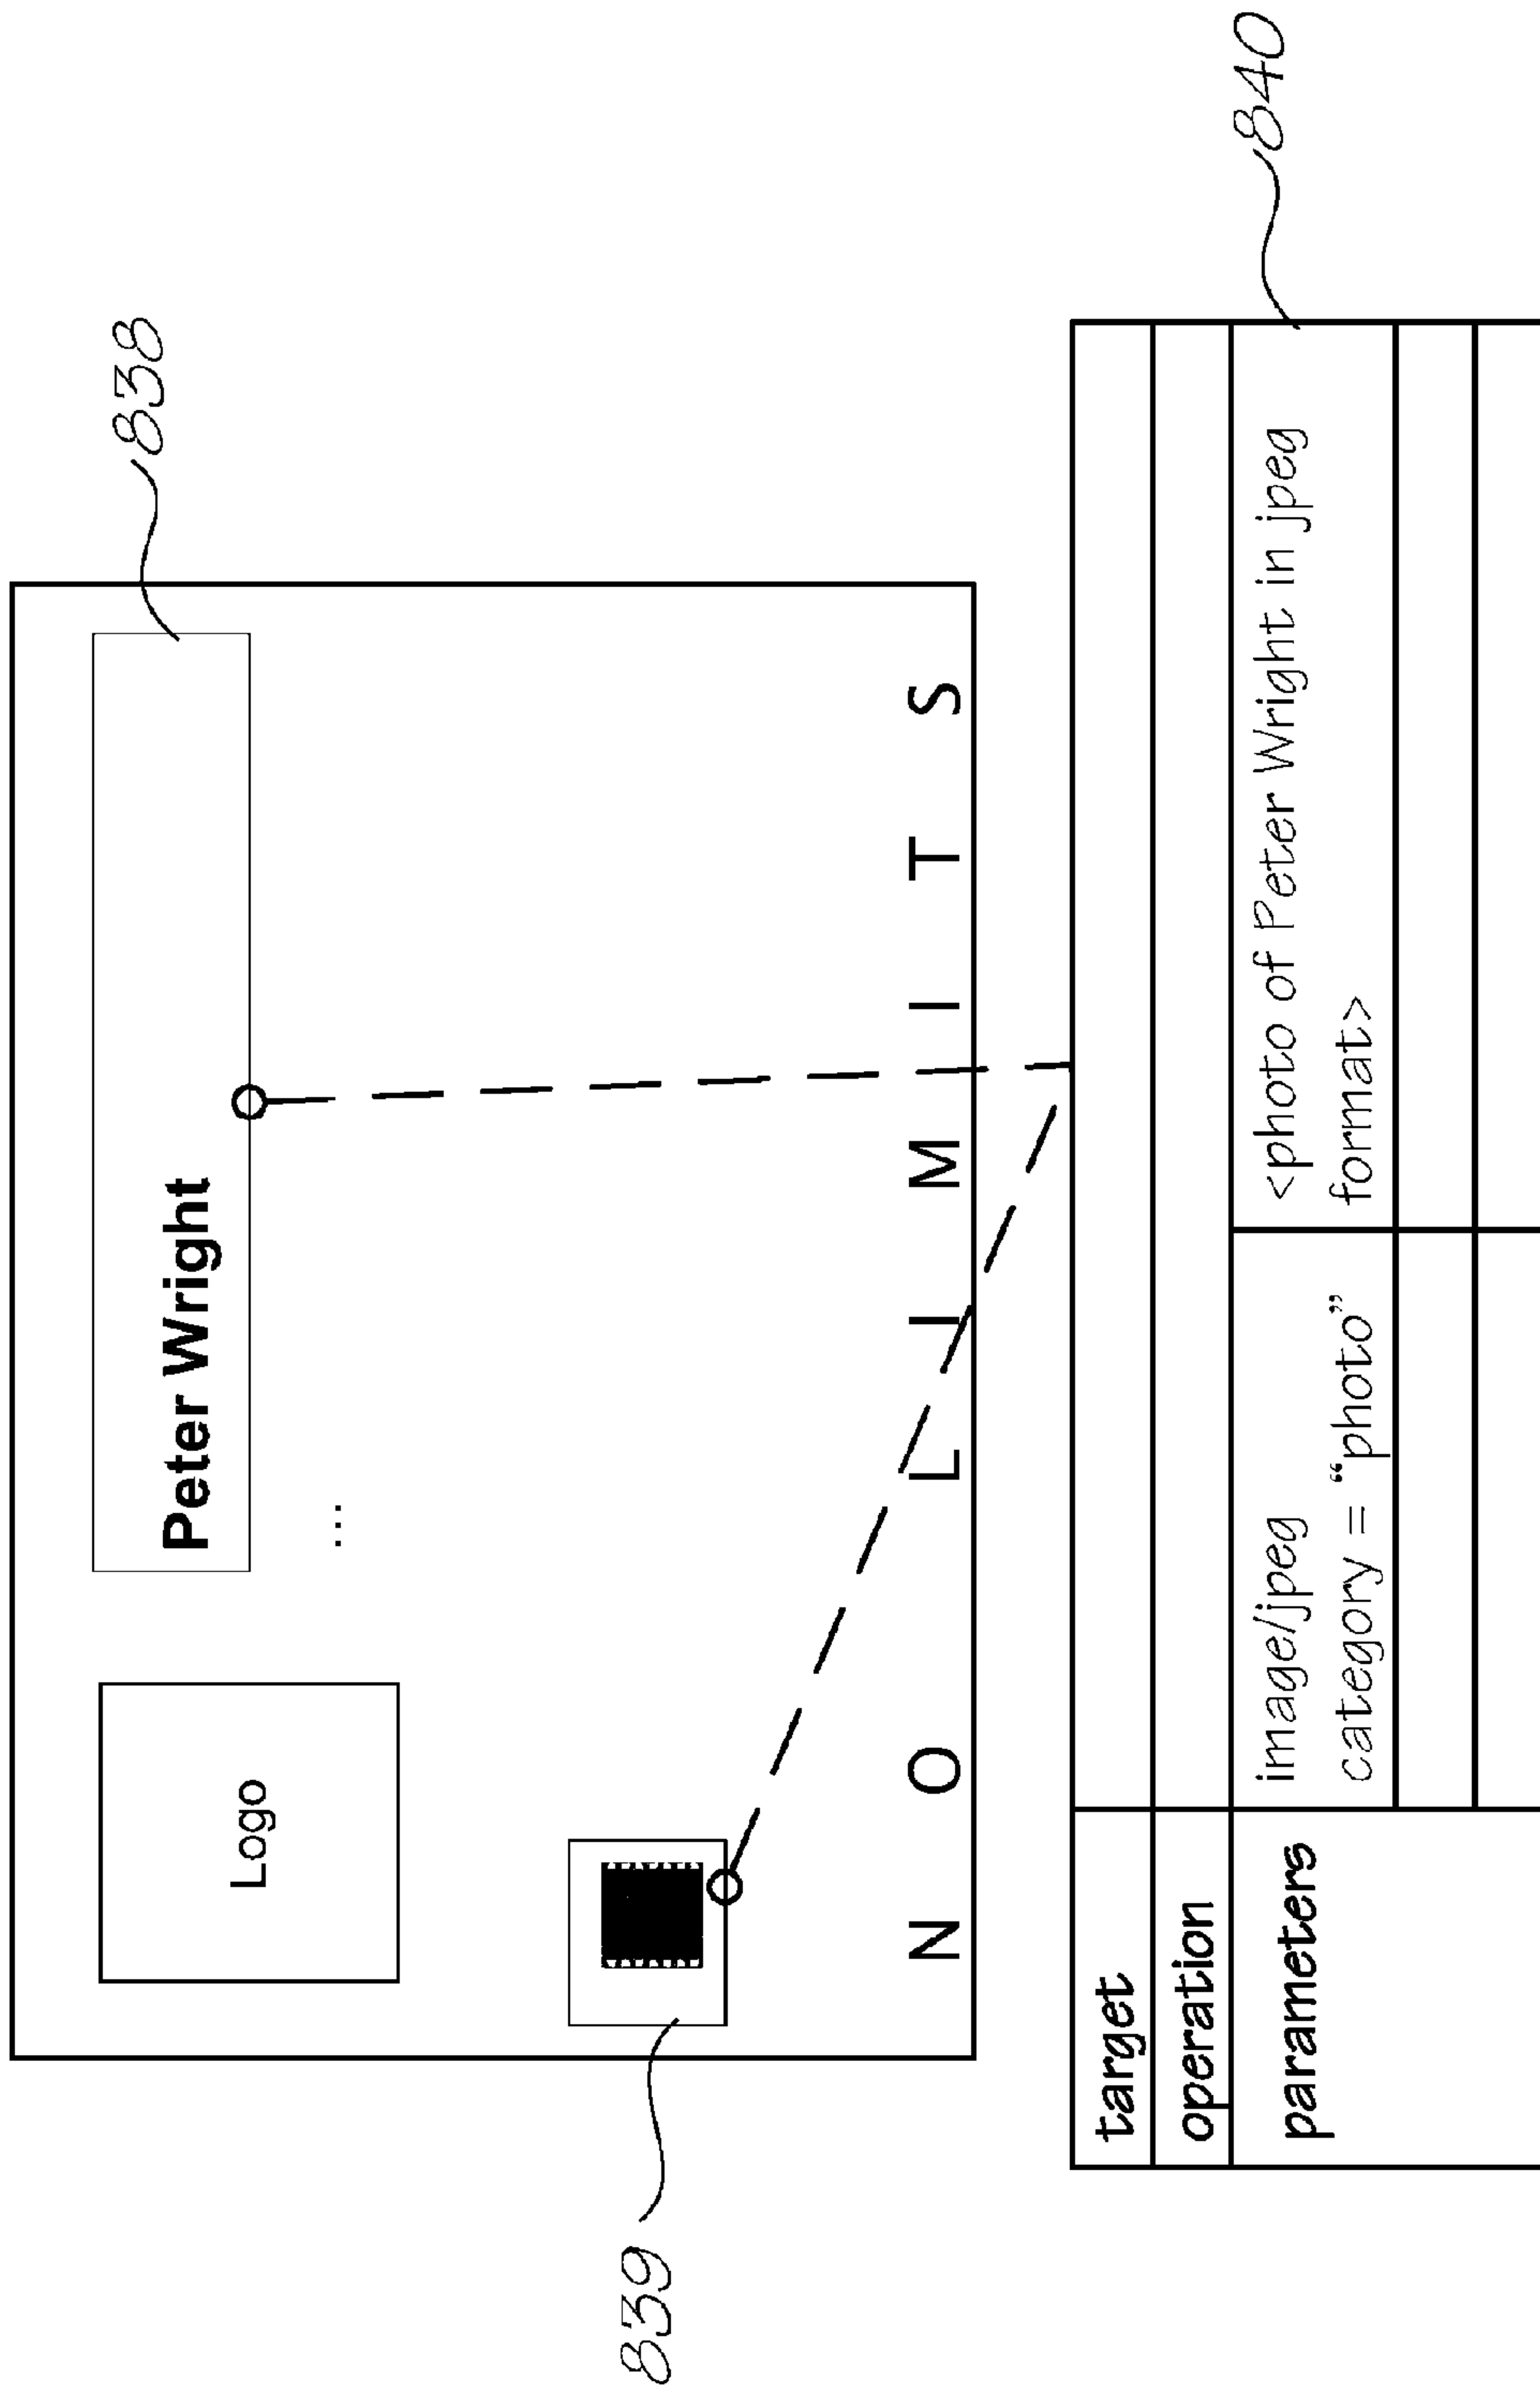 838
Logo
Peter Wright
...
839
N O L I M I T S
target
operation
parameters
image/jpeg
category = “photo”
<photo of Peter Wright in jpeg
format>
840